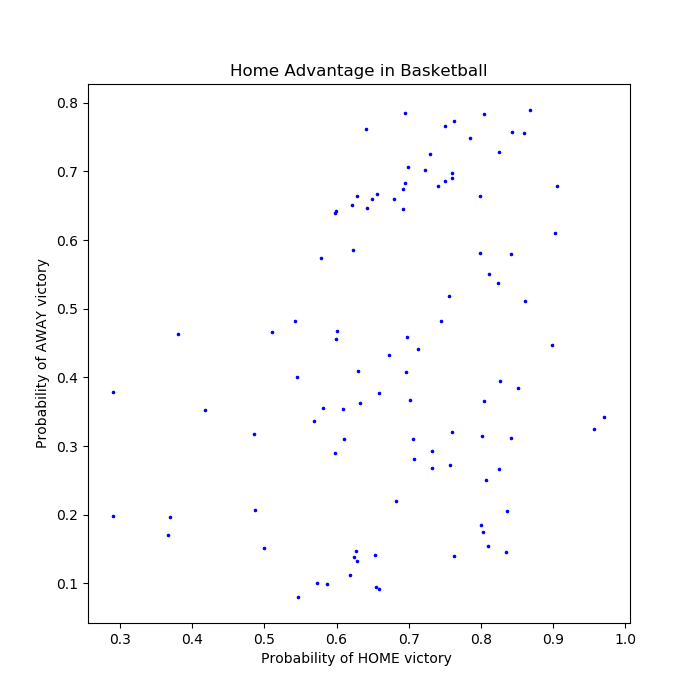 Home Advantage in Basketball
0.8
0.7
0.6
0.5
0.4
0.3
0.2
0.1
Probability of AWAY victory
0.3 0.4 0.5 0.6 0.7 0.8 0.9 1.0
Probability of HOME victory